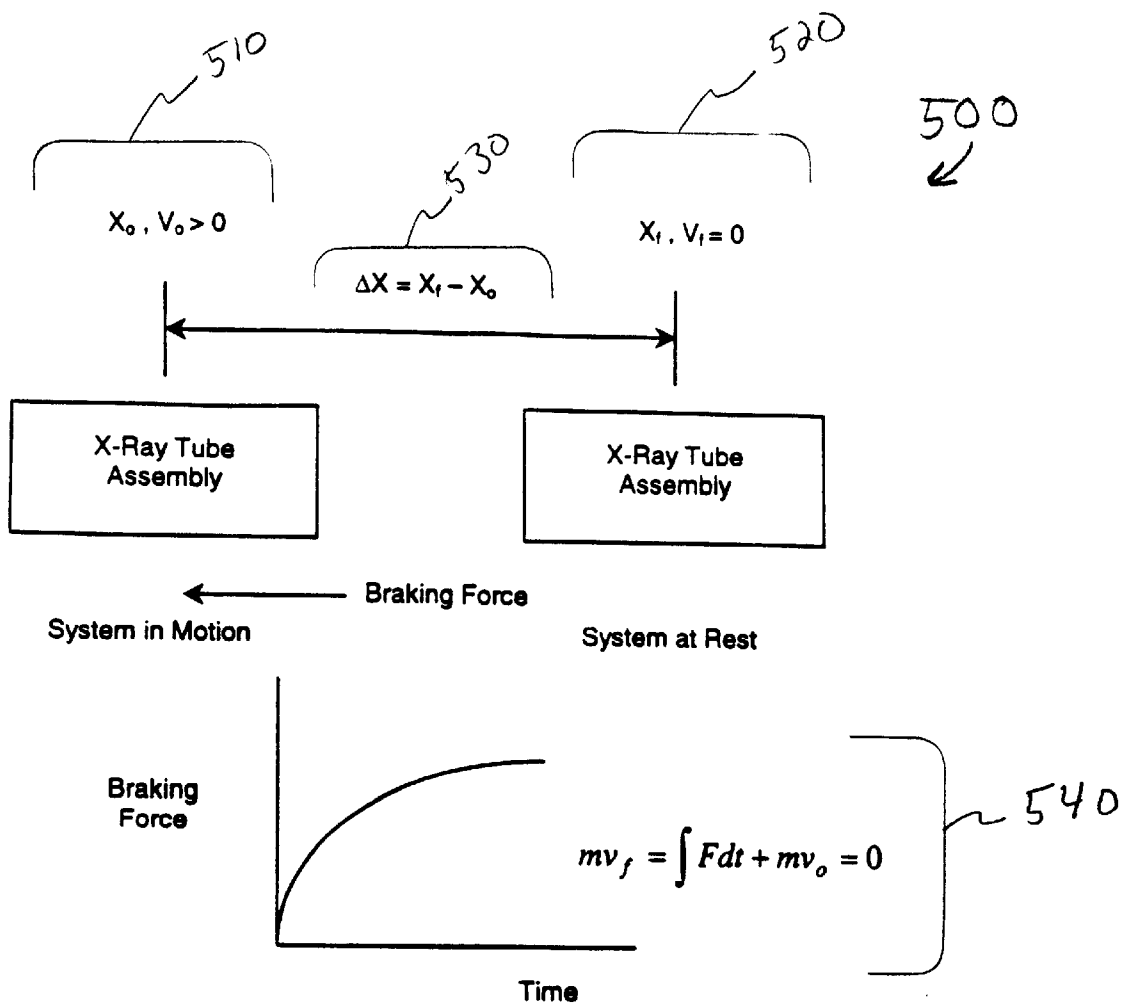 510
520
500
530
X₀ , V₀ > 0
X_f , V_f = 0
ΔX = X_f – X₀
X-Ray Tube
Assembly
X-Ray Tube
Assembly
Braking Force
System in Motion
System at Rest
Braking
Force
mv_f = ∫ Fdt + mv_o = 0
540
Time